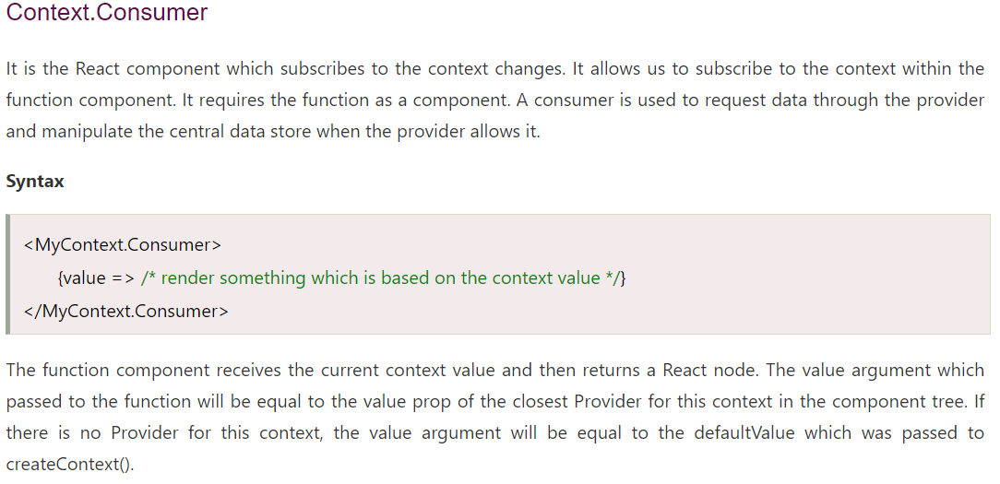 Context.Consumer
It is the React component which subscribes to the context changes. It allows us to subscribe to the context within the
function component. It requires the function as a component. A consumer is used to request data through the provider
and manipulate the central data store when the provider allows it.
Syntax
<MyContext.Consumer>
{value => /* render something which is based on the context value */}
</MyContext.Consumer>
The function component receives the current context value and then returns a React node. The value argument which
passed to the function will be equal to the value prop of the closest Provider for this context in the component tree. If
there is no Provider for this context, the value argument will be equal to the defaultValue which was passed to
createContext().